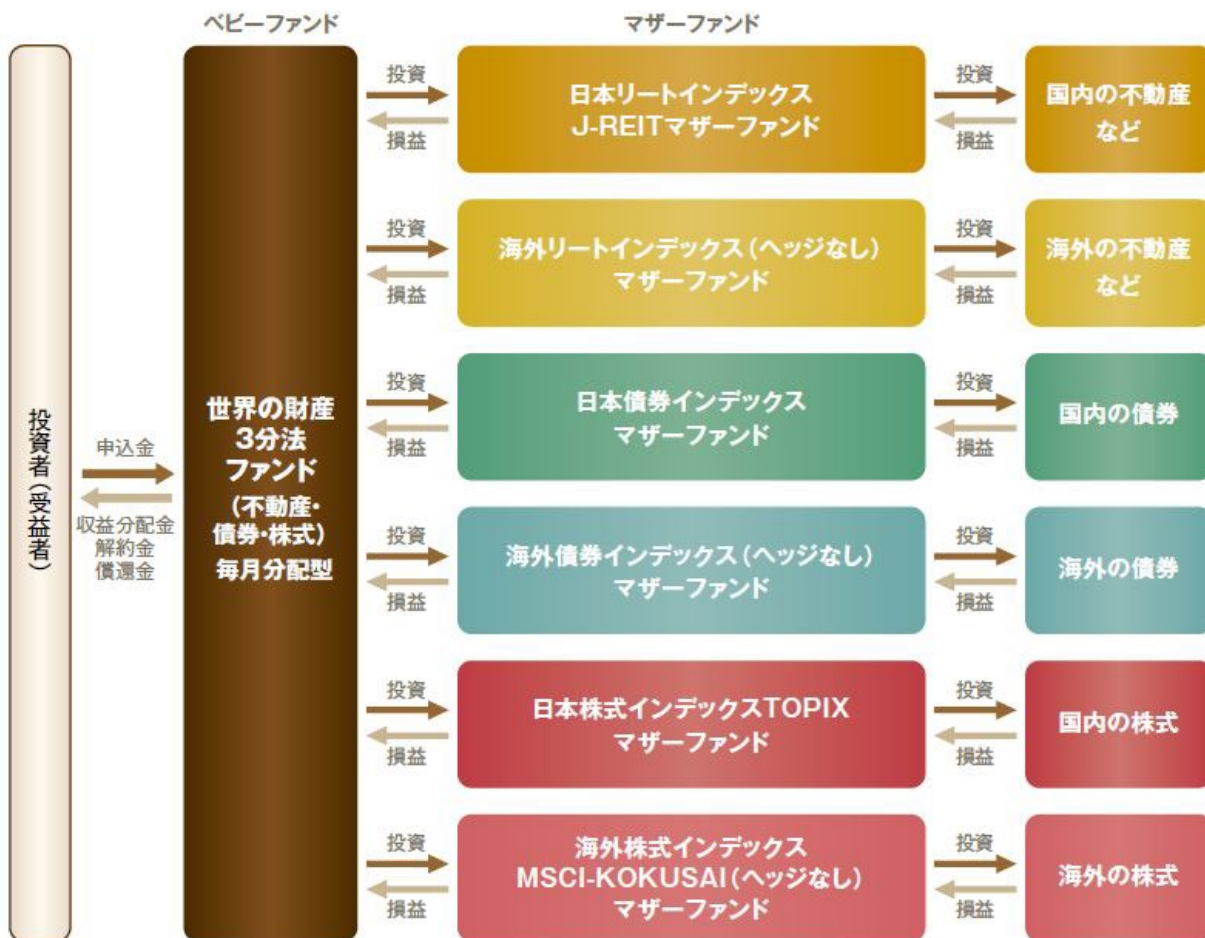 ベビーファンド
マザーファンド
投資者(受益者)
申込金
収益分配金
解約金
償還金
世界の財産
3分法
ファンド
(不動産・
債券・株式)
毎月分配型
投資
損益
日本リートインデックス
J-REITマザーファンド
投資
損益
国内の不動産
など
投資
損益
海外リートインデックス(ヘッジなし)
マザーファンド
投資
損益
海外の不動産
など
投資
損益
日本債券インデックス
マザーファンド
投資
損益
国内の債券
投資
損益
海外債券インデックス(ヘッジなし)
マザーファンド
投資
損益
海外の債券
投資
損益
日本株式インデックスTOPIX
マザーファンド
投資
損益
国内の株式
投資
損益
海外株式インデックス
MSCI-KOKUSAI(ヘッジなし)
マザーファンド
投資
損益
海外の株式